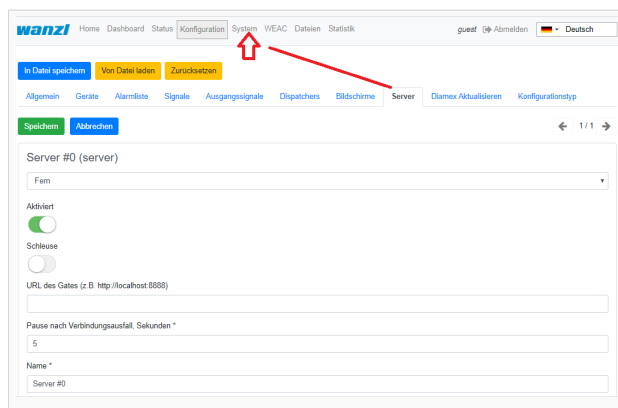 wanzl Home Dashboard Status Konfiguration System WEAC Dateien Statistik guest Abmelden Deutsch
In Datei speichern Von Datei laden Zurücksetzen
Allgemein Geräte Alarmliste Signale Ausgangssignale Dispatchers Bildschirme Server Diamex Aktualisieren Konfigurationstyp
Speichern Abbrechen 1 / 1
Server #0 (server)
Fern
Aktiviert
Schleuse
URL des Gates (z.B. http://localhost:8888)
Pause nach Verbindungsausfall, Sekunden *
5
Name *
Server #0